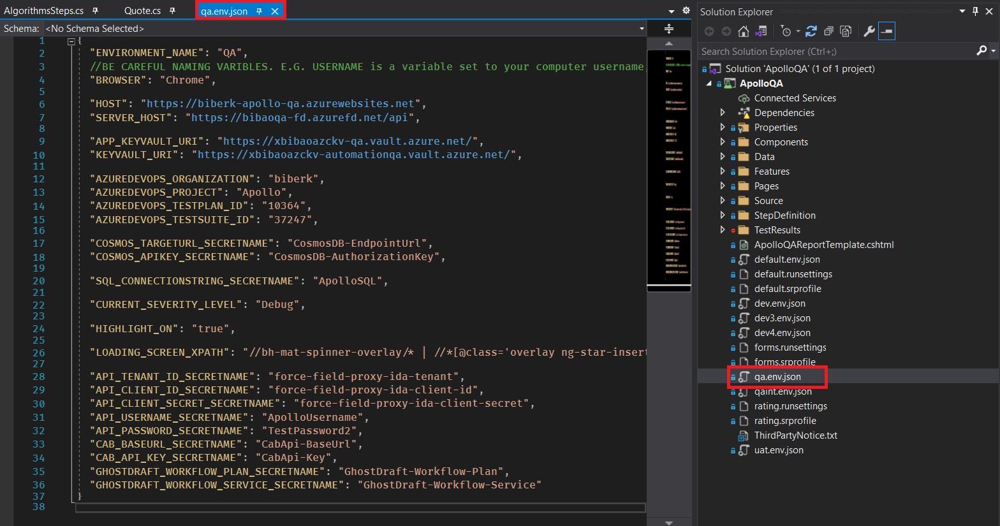 AlgorithmsSteps.cs
Quote.cs
qa.env.json
Schema: <No Schema Selected>
1 {
2 "ENVIRONMENT_NAME": "QA",
3 //BE CAREFUL NAMING VARIBLES. E.G. USERNAME is a variable set to your computer username
4 "BROWSER": "Chrome",
5
6 "HOST": "https://biberk-apollo-qa.azurewebsites.net",
7 "SERVER_HOST": "https://bibaoqa-fd.azurefd.net/api",
8
9 "APP_KEYVAULT_URI": "https://xbibaoazckv-qa.vault.azure.net/",
10 "KEYVAULT_URI": "https://xbibaoazckv-automationqa.vault.azure.net/",
11
12 "AZUREDEVOPS_ORGANIZATION": "biberk",
13 "AZUREDEVOPS_PROJECT": "Apollo",
14 "AZUREDEVOPS_TESTPLAN_ID": "10364",
15 "AZUREDEVOPS_TESTSUITE_ID": "37247",
16
17 "COSMOS_TARGETURL_SECRETNAME": "CosmosDB-EndpointUrl",
18 "COSMOS_APIKEY_SECRETNAME": "CosmosDB-AuthorizationKey",
19
20 "SQL_CONNECTIONSTRING_SECRETNAME": "ApolloSQL",
21
22 "CURRENT_SEVERITY_LEVEL": "Debug",
23
24 "HIGHLIGHT_ON": "true",
25
26 "LOADING_SCREEN_XPATH": "//bh-mat-spinner-overlay/* | //*[@class='overlay ng-star-insert
27
28 "API_TENANT_ID_SECRETNAME": "force-field-proxy-ida-tenant",
29 "API_CLIENT_ID_SECRETNAME": "force-field-proxy-ida-client-id",
30 "API_CLIENT_SECRET_SECRETNAME": "force-field-proxy-ida-client-secret",
31 "API_USERNAME_SECRETNAME": "ApolloUsername",
32 "API_PASSWORD_SECRETNAME": "TestPassword2",
33 "CAB_BASEURL_SECRETNAME": "CabApi-BaseUrl",
34 "CAB_API_KEY_SECRETNAME": "CabApi-Key",
35 "GHOSTDRAFT_WORKFLOW_PLAN_SECRETNAME": "GhostDraft-Workflow-Plan",
36 "GHOSTDRAFT_WORKFLOW_SERVICE_SECRETNAME": "GhostDraft-Workflow-Service"
37 }
38
Solution Explorer
Search Solution Explorer (Ctrl+;)
Solution 'ApolloQA' (1 of 1 project)
ApolloQA
Connected Services
Dependencies
Properties
Components
Data
Features
Pages
Source
StepDefinition
TestResults
ApolloQAReportTemplate.cshtml
default.env.json
default.runsettings
default.srprofile
dev.env.json
dev3.env.json
dev4.env.json
forms.runsettings
forms.srprofile
qa.env.json
qaint.env.json
rating.runsettings
rating.srprofile
ThirdPartyNotice.txt
uat.env.json